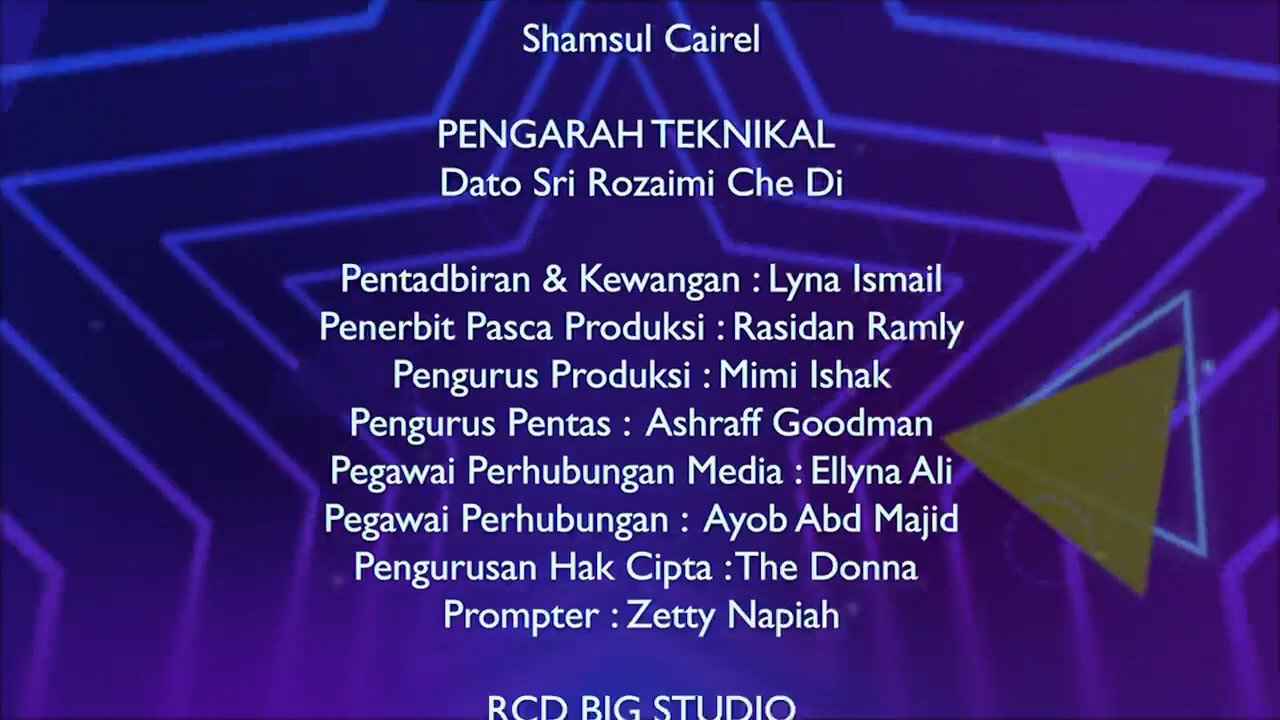 Shamsul Cairel
PENGARAH TEKNIKAL
Dato Sri Rozaimi Che Di
Pentadbiran & Kewangan : Lyna Ismail
Penerbit Pasca Produksi : Rasidan Ramly
Pengurus Produksi : Mimi Ishak
Pengurus Pentas : Ashraff Goodman
Pegawai Perhubungan Media : Ellyna Ali
Pegawai Perhubungan : Ayob Abd Majid
Pengurusan Hak Cipta : The Donna
Prompter : Zetty Napiah
RCD BIG STUDIO